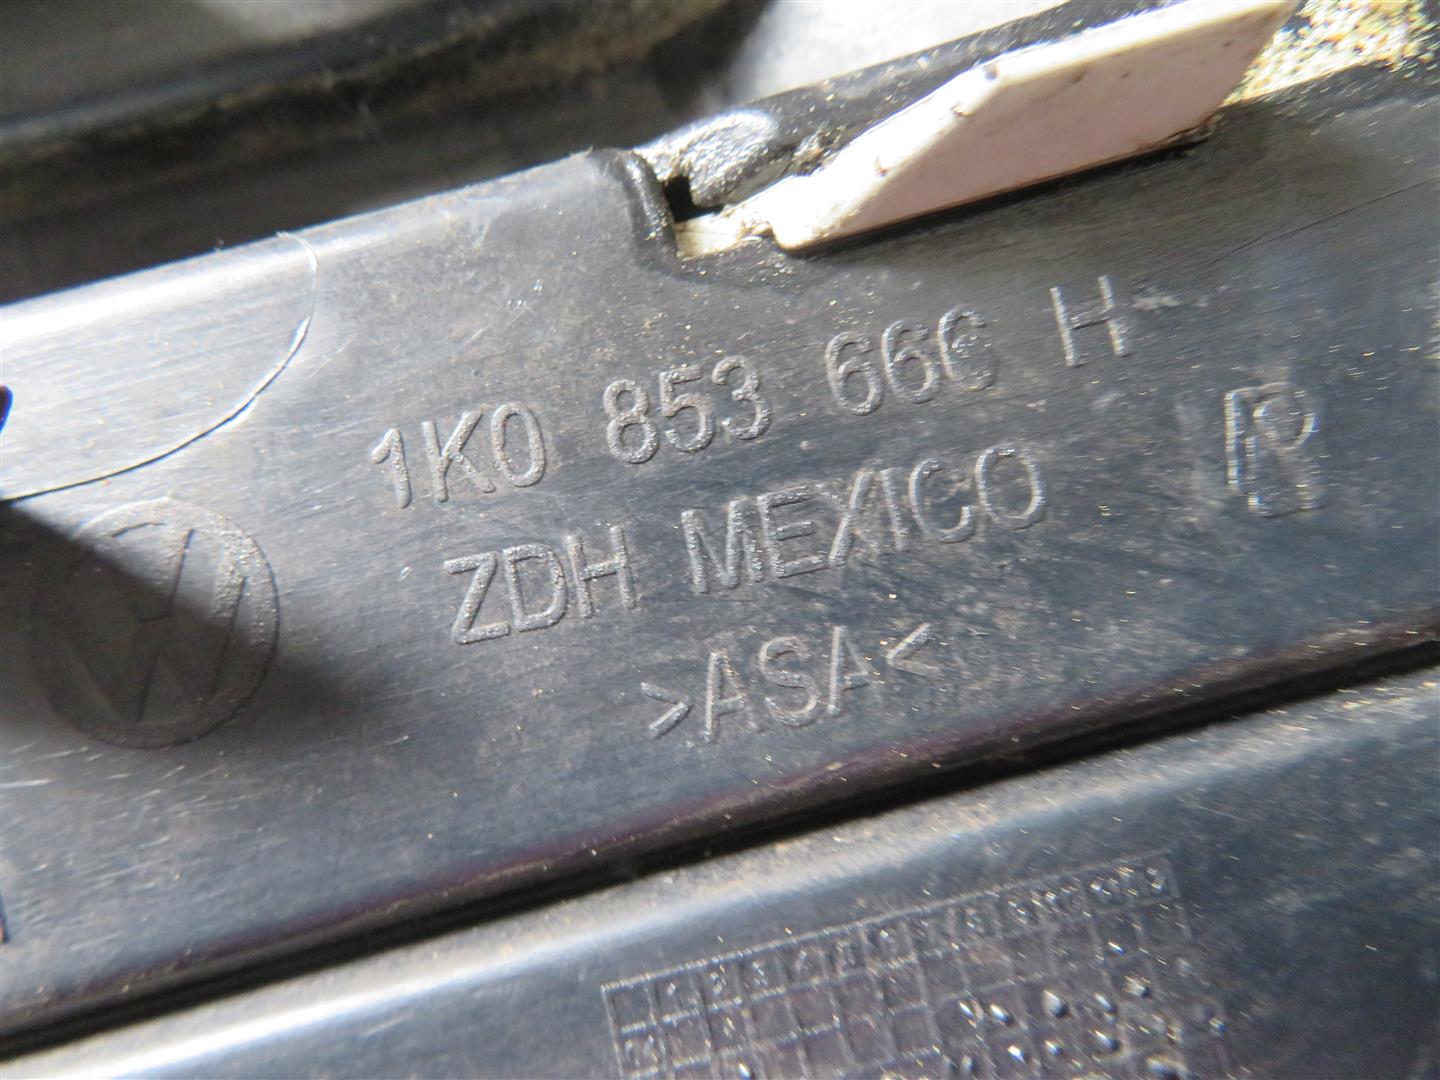 1K0 853 666 H
ZDH MEXICO
>ASA<